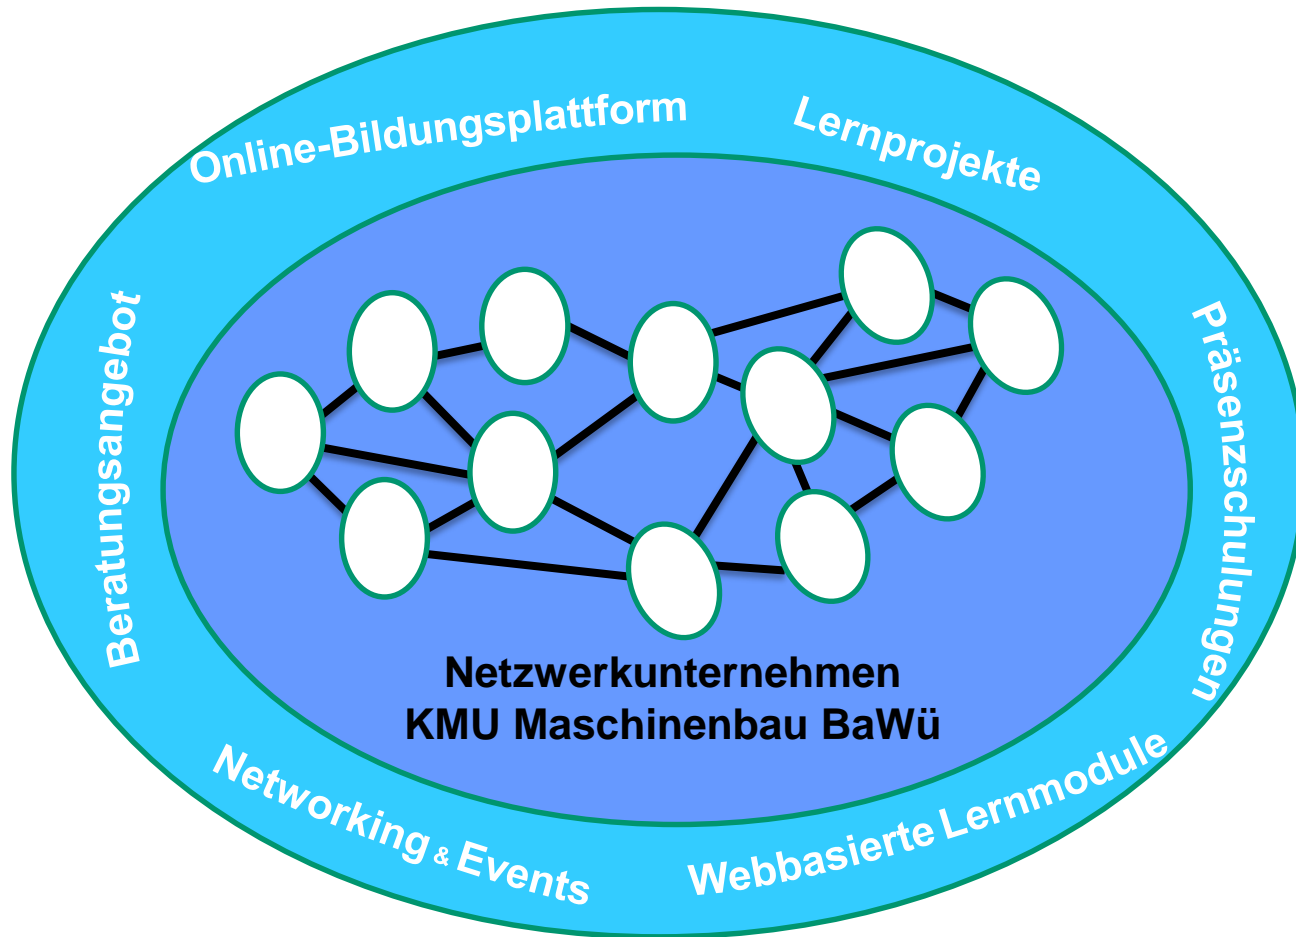 Online-Bildungsplattform
Lernprojekte
Beratungsangebot
Präsenzschulungen
Netzwerkunternehmen
KMU Maschinenbau BaWü
Networking & Events
Webbasierte Lernmodule